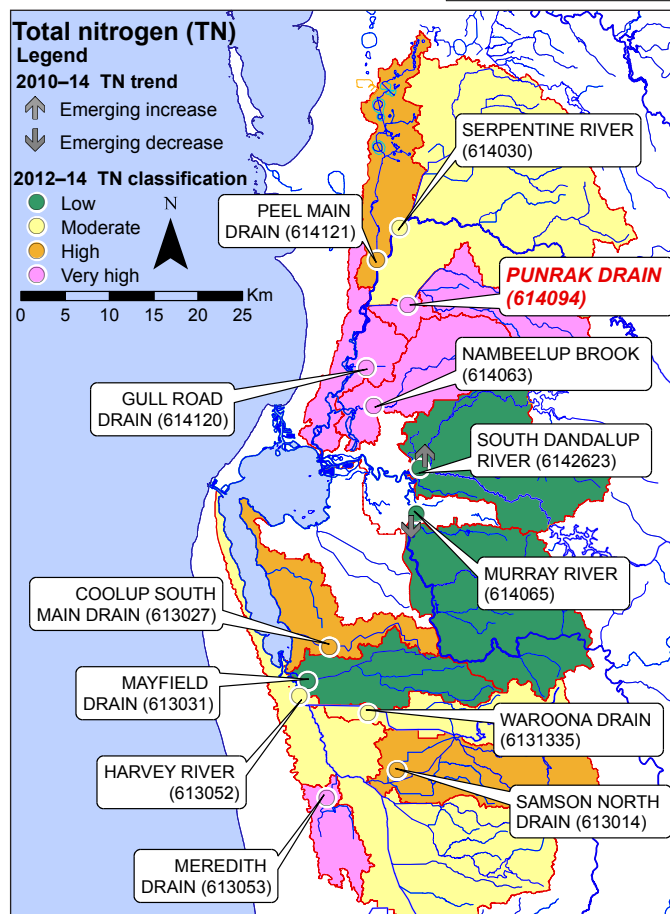 Total nitrogen (TN)
Legend
2010–14 TN trend
Emerging increase
Emerging decrease
2012–14 TN classification
Low
Moderate
High
Very high
N
Km
0 5 10 15 20 25
SERPENTINE RIVER
(614030)
PEEL MAIN
DRAIN (614121)
PUNRAK DRAIN
(614094)
NAMBEELUP BROOK
(614063)
GULL ROAD
DRAIN (614120)
SOUTH DANDALUP
RIVER (6142623)
MURRAY RIVER
(614065)
COOLUP SOUTH
MAIN DRAIN (613027)
MAYFIELD
DRAIN (613031)
WAROONA DRAIN
(6131335)
HARVEY RIVER
(613052)
SAMSON NORTH
DRAIN (613014)
MEREDITH
DRAIN (613053)